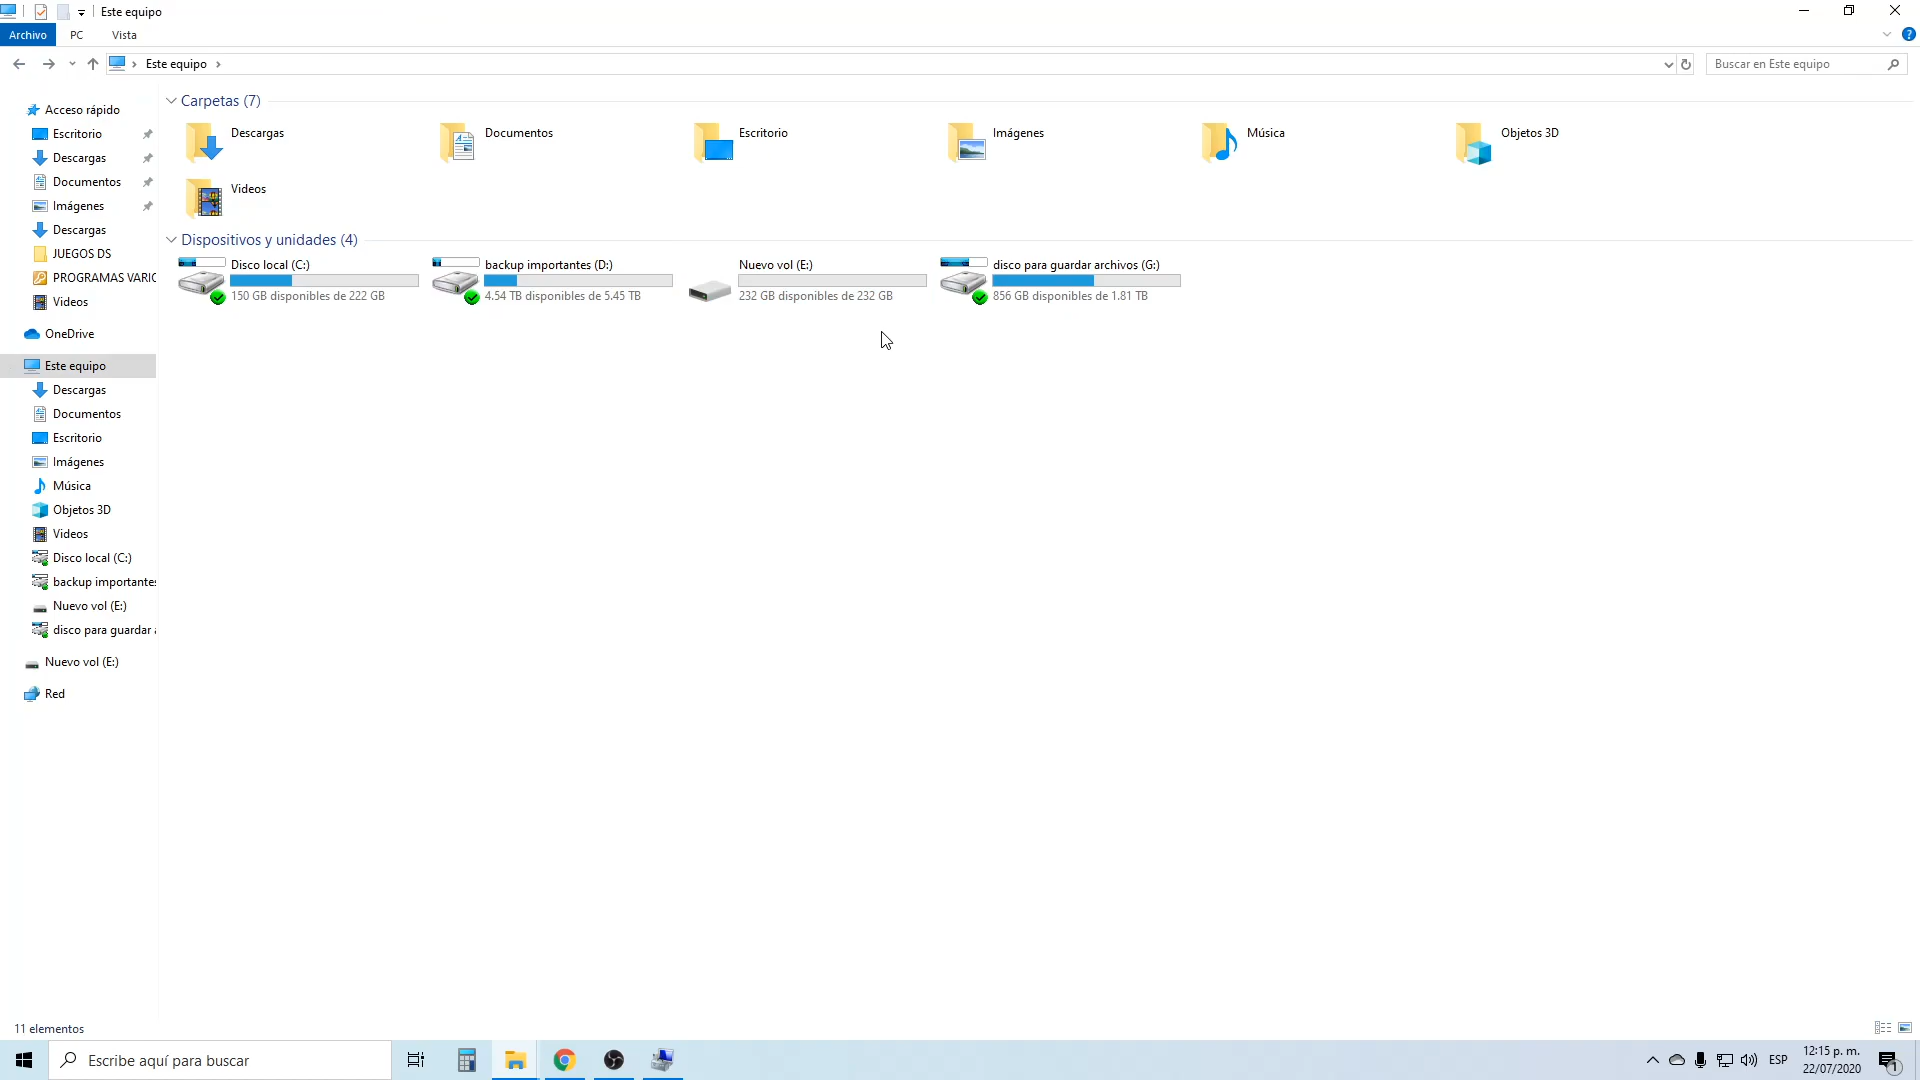 Este equipo
Archivo PC Vista
Este equipo
Buscar en Este equipo
Acceso rápido
Escritorio
Descargas
Documentos
Imágenes
Descargas
JUEGOS DS
PROGRAMAS VARIC
Videos
OneDrive
Este equipo
Descargas
Documentos
Escritorio
Imágenes
Música
Objetos 3D
Videos
Disco local (C:)
backup importantes
Nuevo vol (E:)
disco para guardar a
Nuevo vol (E:)
Red
Carpetas (7)
Descargas
Documentos
Escritorio
Imágenes
Música
Objetos 3D
Videos
Dispositivos y unidades (4)
Disco local (C:)
150 GB disponibles de 222 GB
backup importantes (D:)
4.54 TB disponibles de 5.45 TB
Nuevo vol (E:)
232 GB disponibles de 232 GB
disco para guardar archivos (G:)
856 GB disponibles de 1.81 TB
11 elementos
Escribe aquí para buscar
ESP
12:15 p. m.
22/07/2020
1